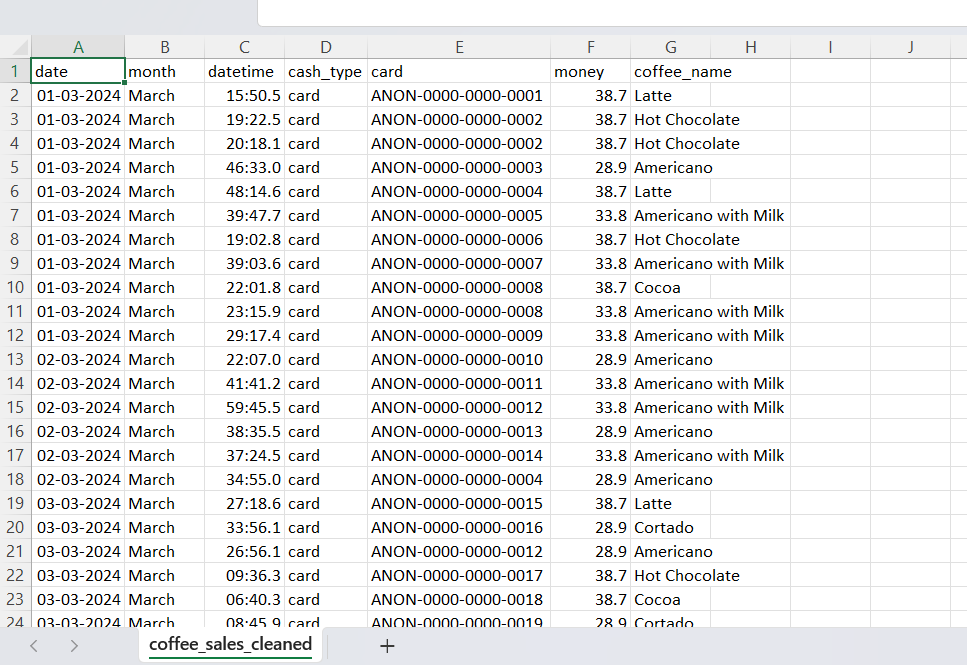 A B C D E F G H I J
1 date month datetime cash_type card money coffee_name
2 01-03-2024 March 15:50.5 card ANON-0000-0000-0001 38.7 Latte
3 01-03-2024 March 19:22.5 card ANON-0000-0000-0002 38.7 Hot Chocolate
4 01-03-2024 March 20:18.1 card ANON-0000-0000-0002 38.7 Hot Chocolate
5 01-03-2024 March 46:33.0 card ANON-0000-0000-0003 28.9 Americano
6 01-03-2024 March 48:14.6 card ANON-0000-0000-0004 38.7 Latte
7 01-03-2024 March 39:47.7 card ANON-0000-0000-0005 33.8 Americano with Milk
8 01-03-2024 March 19:02.8 card ANON-0000-0000-0006 38.7 Hot Chocolate
9 01-03-2024 March 39:03.6 card ANON-0000-0000-0007 33.8 Americano with Milk
10 01-03-2024 March 22:01.8 card ANON-0000-0000-0008 38.7 Cocoa
11 01-03-2024 March 23:15.9 card ANON-0000-0000-0008 33.8 Americano with Milk
12 01-03-2024 March 29:17.4 card ANON-0000-0000-0009 33.8 Americano with Milk
13 02-03-2024 March 22:07.0 card ANON-0000-0000-0010 28.9 Americano
14 02-03-2024 March 41:41.2 card ANON-0000-0000-0011 33.8 Americano with Milk
15 02-03-2024 March 59:45.5 card ANON-0000-0000-0012 33.8 Americano with Milk
16 02-03-2024 March 38:35.5 card ANON-0000-0000-0013 28.9 Americano
17 02-03-2024 March 37:24.5 card ANON-0000-0000-0014 33.8 Americano with Milk
18 02-03-2024 March 34:55.0 card ANON-0000-0000-0004 28.9 Americano
19 03-03-2024 March 27:18.6 card ANON-0000-0000-0015 38.7 Latte
20 03-03-2024 March 33:56.1 card ANON-0000-0000-0016 28.9 Cortado
21 03-03-2024 March 26:56.1 card ANON-0000-0000-0012 28.9 Americano
22 03-03-2024 March 09:36.3 card ANON-0000-0000-0017 38.7 Hot Chocolate
23 03-03-2024 March 06:40.3 card ANON-0000-0000-0018 38.7 Cocoa
24 03-03-2024 March 08:45.9 card ANON-0000-0000-0019 28.9 Cortado
coffee_sales_cleaned